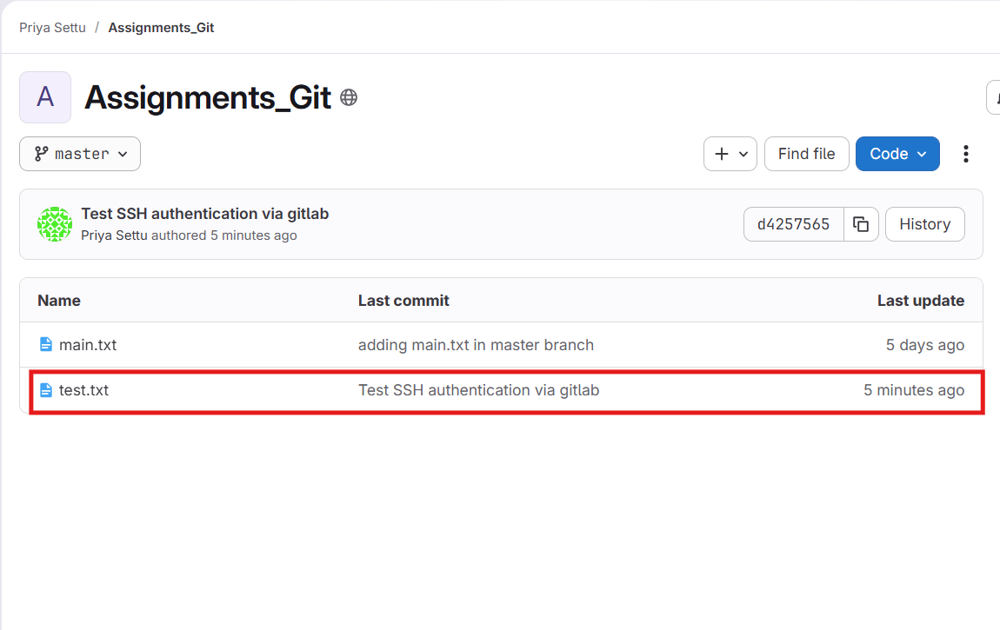 Priya Settu / Assignments_Git
A Assignments_Git
master + Find file Code
Test SSH authentication via gitlab
Priya Settu authored 5 minutes ago
d4257565 History
Name Last commit Last update
main.txt adding main.txt in master branch 5 days ago
test.txt Test SSH authentication via gitlab 5 minutes ago